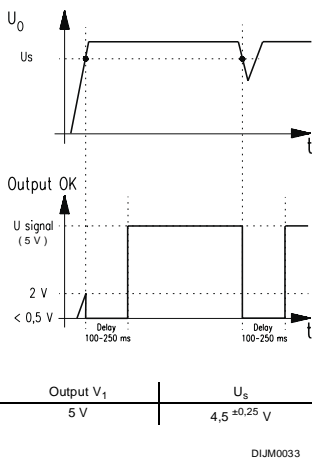 U0
Us
t
Output OK
U signal
(5 V)
2 V
< 0,5 V
Delay
100-250 ms
Delay
100-250 ms
t
Output V1 Us
5 V 4,5 ±0,25 V
DIJM0033